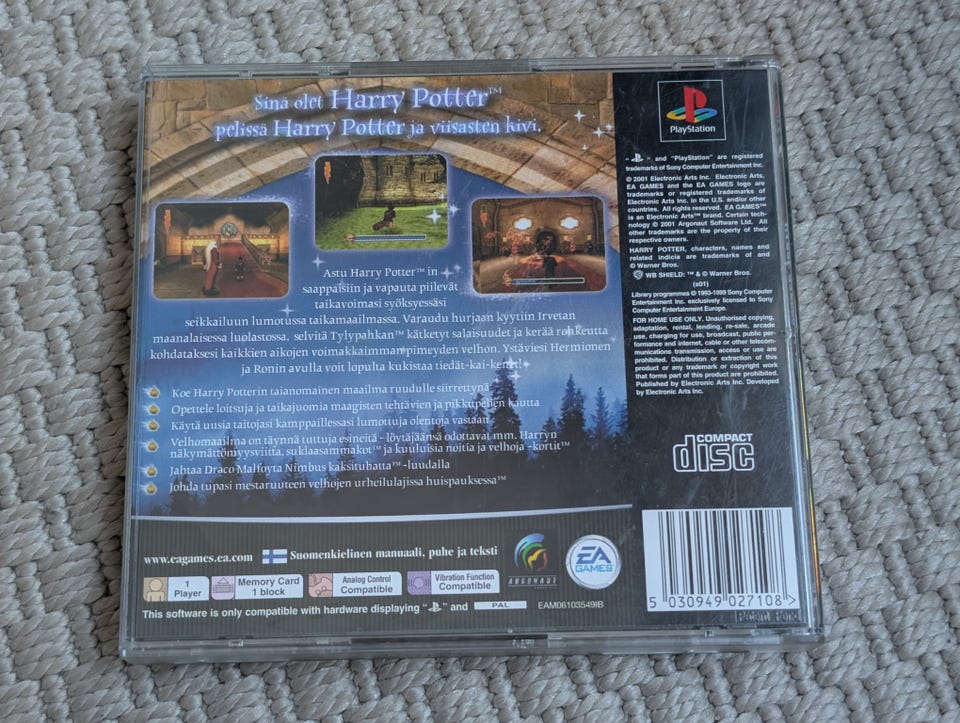 Sinä olet Harry Potter™
pelissä Harry Potter ja viisasten kivi.
Astu Harry Potter™ in
saappaisiin ja vapauta piilevät
taikavoimasi syöksyessäsi
seikkailuun lumotussa taikamaailmassa. Varaudu hurjaan kyytiin Irvetan
maanalaisessa luolastossa, selvitä Tylypahkan™ kätketyt salaisuudet ja kerää rohkeutta
kohdataksesi kaikkien aikojen voimakkaimman pimeyden velhon. Ystäviesi Hermionen
ja Ronin avulla voit lopulta kukistaa tiedät-kai-kenet!
Koe Harry Potterin taianomainen maailma ruudulle siirrettynä
Opettele loitsuja ja taikajuomia maagisten tehtävien ja pikkupelien kautta
Käytä uusia taitojasi kamppaillessasi lumottuja olentoja vastaan
Velhomaailma on täynnä tuttuja esineitä - löytäjäänsä odottavat mm. Harryn
näkymättömyysviitta, suklaasammakot™ ja kuuluisia noitia ja velhoja -kortit™
Jahtaa Draco Malfoyta Nimbus kaksituhatta™ -luudalla
Johda tupasi mestaruuteen velhojen urheilulajissa huispauksessa™
www.eagames.ea.com
Suomenkielinen manuaali, puhe ja teksti
ARGONAUT
EA
GAMES
1
Player
Memory Card
1 block
Analog Control
Compatible
Vibration Function
Compatible
This software is only compatible with hardware displaying "PS" and
PAL
EAM06103549IB
PlayStation
"PS" and "PlayStation" are registered
trademarks of Sony Computer Entertainment Inc.
© 2001 Electronic Arts Inc. Electronic Arts,
EA GAMES and the EA GAMES logo are
trademarks or registered trademarks of
Electronic Arts Inc. in the U.S. and/or other
countries. All rights reserved. EA GAMES™
is an Electronic Arts™ brand. Certain tech-
nology © 2001 Argonaut Software Ltd. All
other trademarks are the property of their
respective owners.
HARRY POTTER, characters, names and
related indicia are trademarks of and
© Warner Bros.
WB SHIELD: ™ & © Warner Bros.
(s01)
Library programmes © 1993-1999 Sony Computer
Entertainment Inc. exclusively licensed to Sony
Computer Entertainment Europe.
FOR HOME USE ONLY. Unauthorised copying,
adaptation, rental, lending, re-sale, arcade
use, charging for use, broadcast, public per-
formance and internet, cable or other telecom-
munications transmission, access or use are
prohibited. Distribution or extraction of this
product or any trademark or copyright work
that forms part of this product are prohibited.
Published by Electronic Arts Inc. Developed
by Electronic Arts Inc.
COMPACT
disc
5 030949 027108 >
Patent Pend